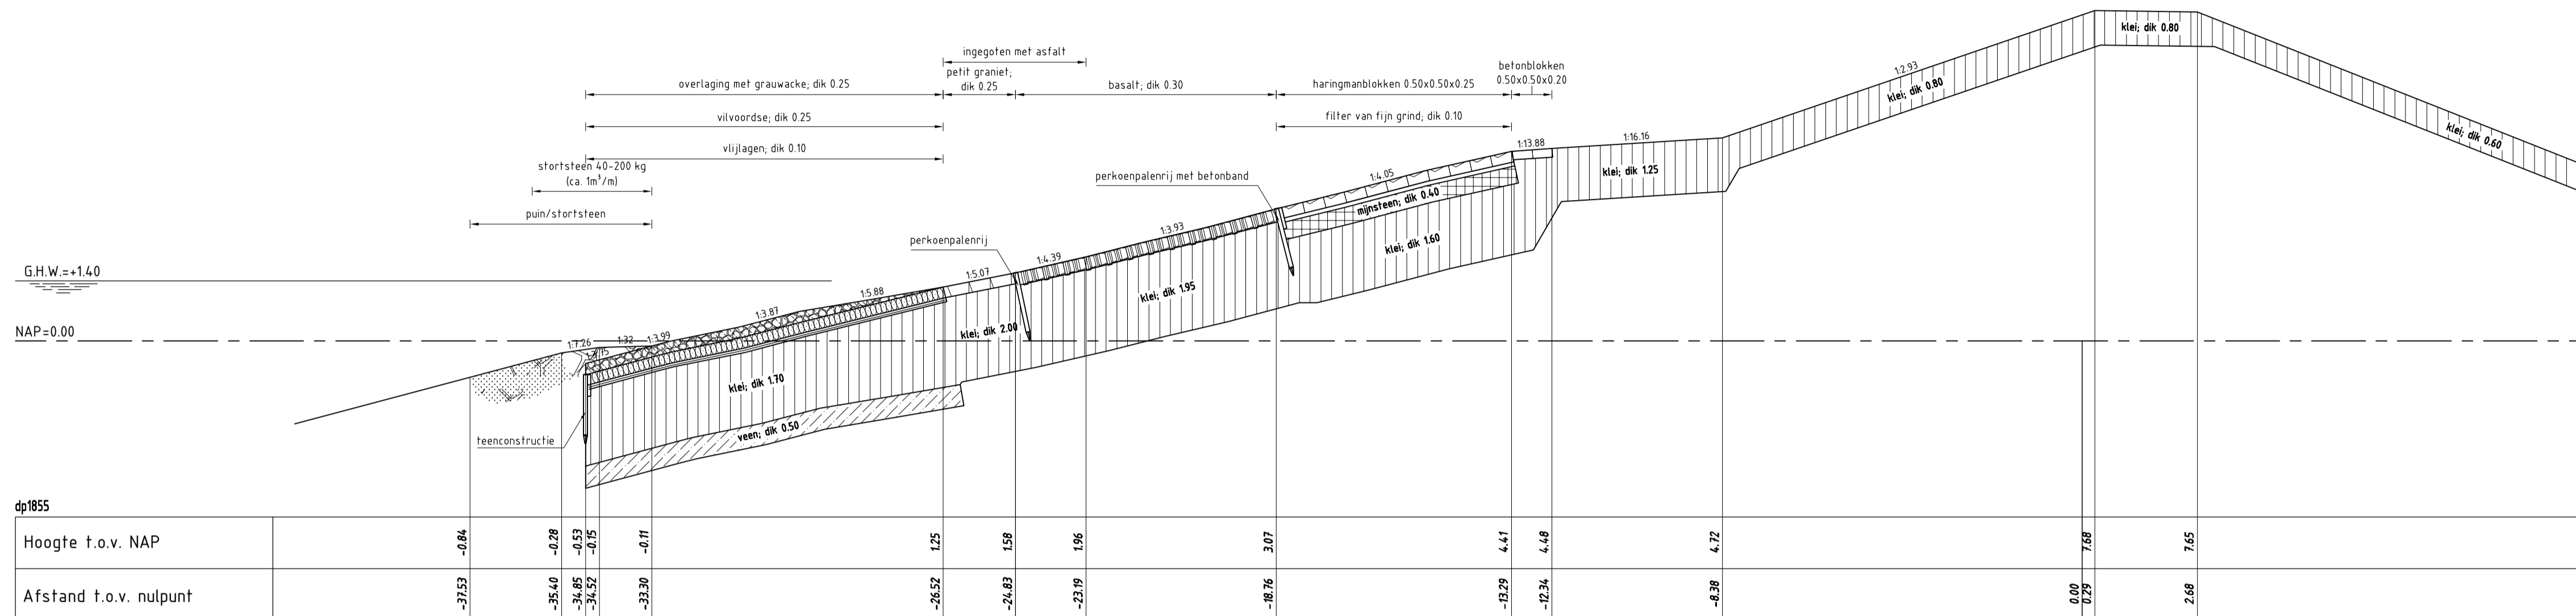 klei; dik 0.80
ingegoten met asfalt
petit graniet;
dik 0.25
betonblokken
0.50x0.50x0.20
1:2.93
klei; dik 0.80
overlaging met grauwacke; dik 0.25
basalt; dik 0.30
haringmanblokken 0.50x0.50x0.25
vilvoordse; dik 0.25
filter van fijn grind; dik 0.10
klei; dik 0.60
vlijlagen; dik 0.10
1:13.88
1:16.16
stortsteen 40-200 kg
(ca. 1m³/m)
perkoenpalenrij met betonband
1:4.05
klei; dik 1.25
mijnsteen; dik 0.40
puin/stortsteen
perkoenpalenrij
1:3.93
klei; dik 1.60
G.H.W.=+1.40
1:4.39
1:5.07
klei; dik 1.95
1:5.88
1:3.87
NAP=0.00
klei; dik 2.00
1:7.26
1:32
1:3.99
klei; dik 1.70
veen; dik 0.50
teenconstructie
dp1855
Hoogte t.o.v. NAP -0.84 -0.28 -0.53 -0.15 -0.11 1.25 1.58 1.96 3.07 4.41 4.48 4.72 7.68 7.65
Afstand t.o.v. nulpunt -37.53 -35.40 -34.85 -34.52 -33.30 -26.52 -24.83 -23.19 -18.76 -13.29 -12.34 -8.38 0.00 0.29 2.68